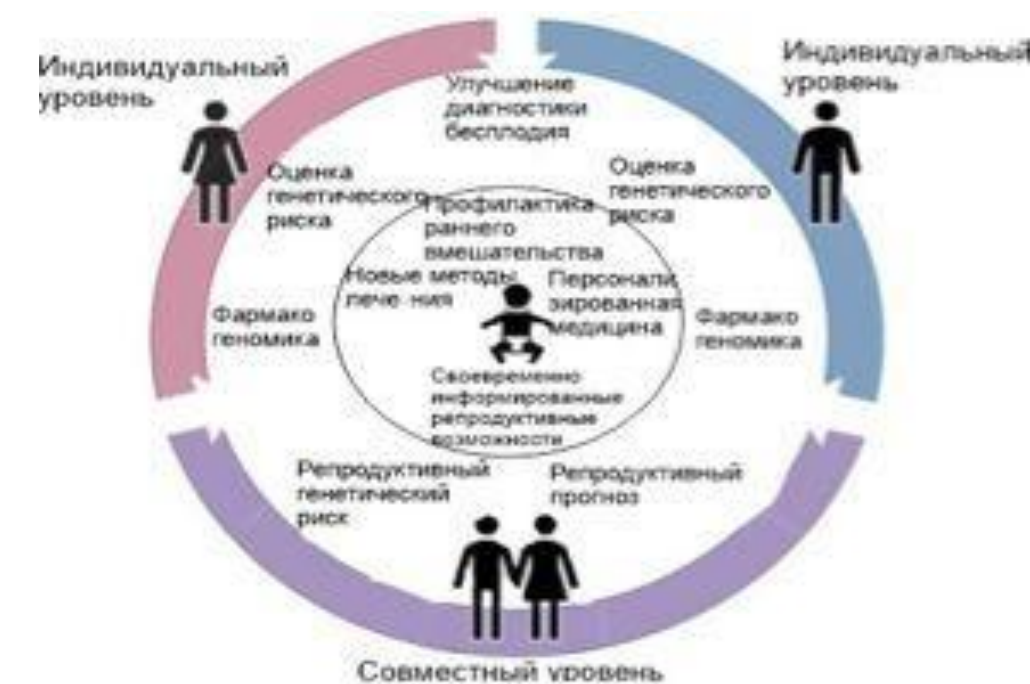 Индивидуальный
уровень
Индивидуальный
уровень
Улучшение
диагностики
бесплодия
Оценка
генетического
риска
Оценка
генетического
риска
Профилактика
раннего
вмешательства
Новые методы
лече ния
Персонали
зированная
медицина
Фармако
геномика
Фармако
геномика
Своевременно
информированные
репродуктивные
возможности
Репродуктивный
генетический
риск
Репродуктивный
прогноз
Совместный уровень